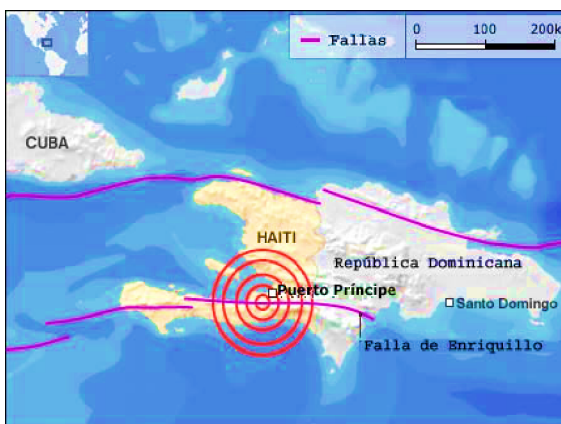 Fallas
0 100 200k
CUBA
HAITI
República Dominicana
Puerto Príncipe
Santo Domingo
Falla de Enriquillo